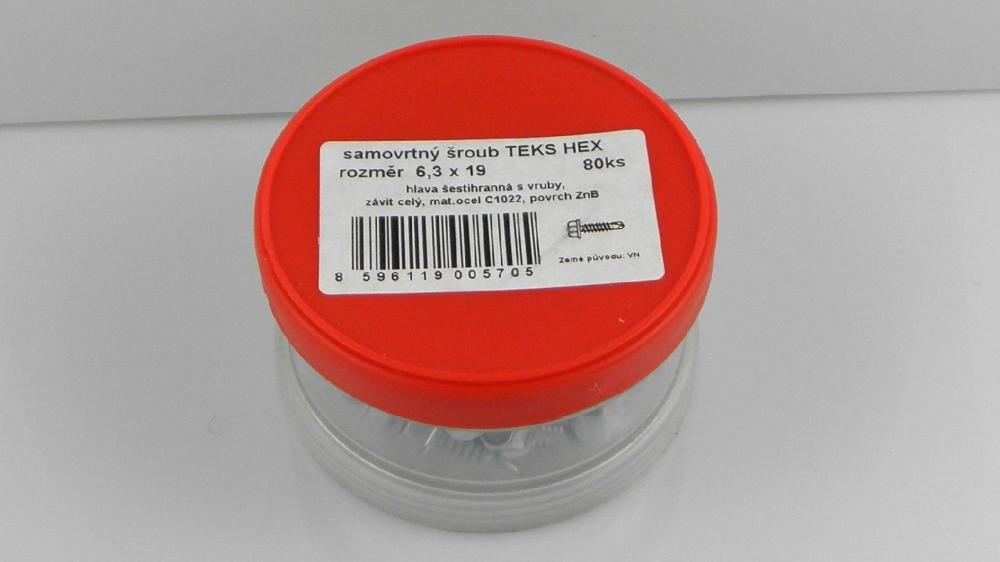 samovrtný šroub TEKS HEX
rozměr 6,3 x 19 80ks
hlava šestihranná s vruby,
závit celý, mat.ocel C1022, povrch ZnB
8 596119 005705
Země původu: VN